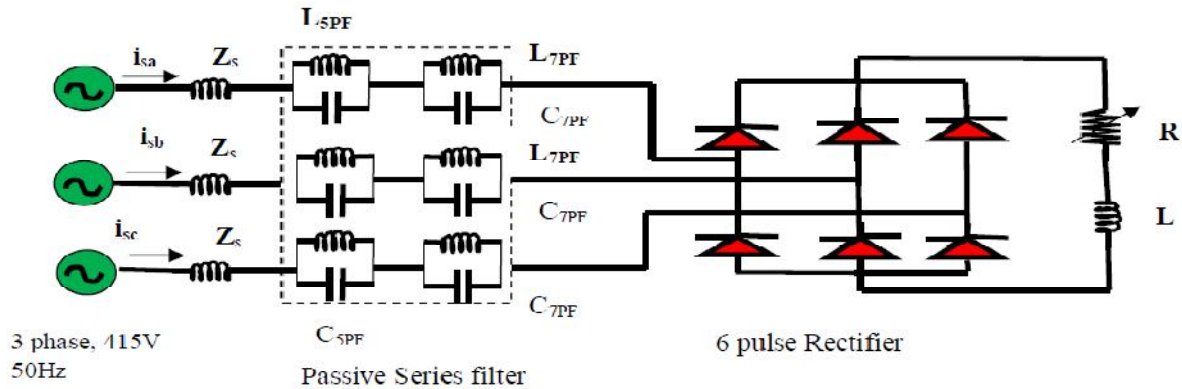 L5PF
isa
Zs
L7PF
C7PF
isb
Zs
L7PF
C7PF
isc
Zs
C7PF
C5PF
R
L
3 phase, 415V
50Hz
Passive Series filter
6 pulse Rectifier